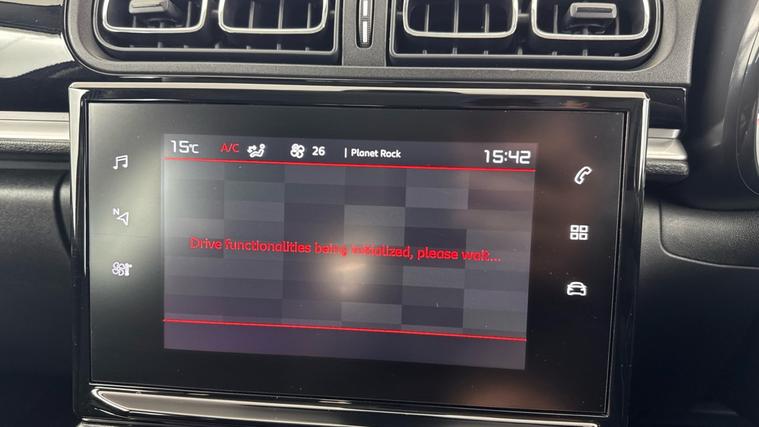 15°C A/C 26 | Planet Rock 15:42
N
Drive functionalities being initialized, please wait...